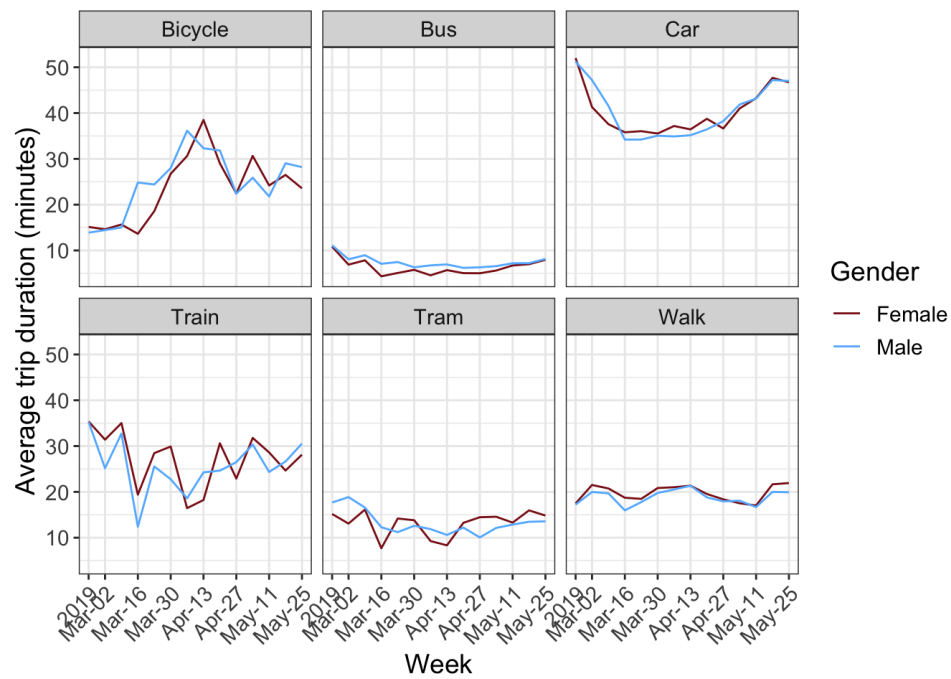 Bicycle Bus Car
50
40
30
20
10
Train Tram Walk
50
40
30
20
10
Average trip duration (minutes)
2019 Mar-02 Mar-16 Mar-30 Apr-13 Apr-27 May-11 May-25
2019 Mar-02 Mar-16 Mar-30 Apr-13 Apr-27 May-11 May-25
2019 Mar-02 Mar-16 Mar-30 Apr-13 Apr-27 May-11 May-25
Week
Gender
Female
Male